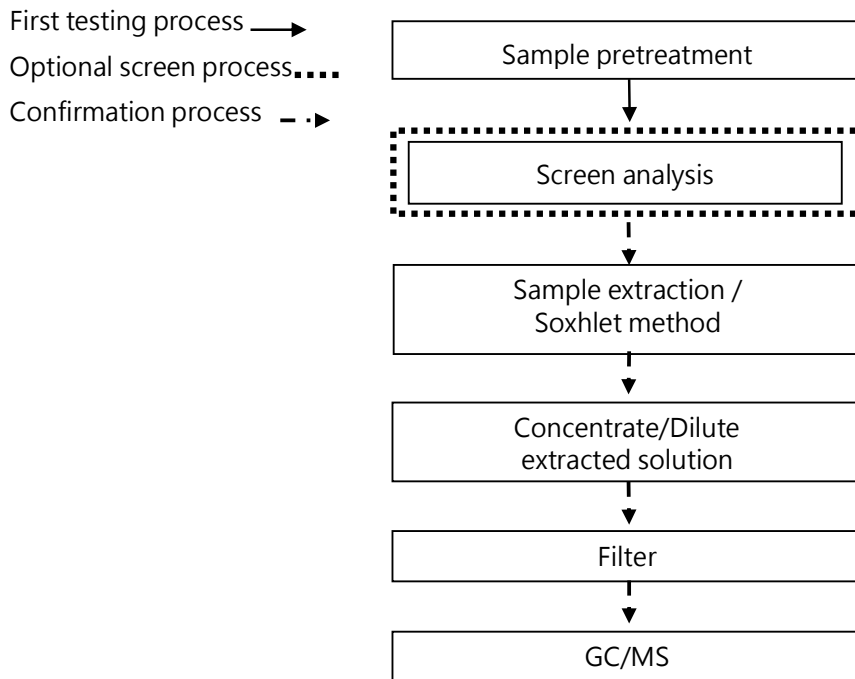 First testing process
Optional screen process
Confirmation process
Sample pretreatment
Screen analysis
Sample extraction /
Soxhlet method
Concentrate/Dilute
extracted solution
Filter
GC/MS